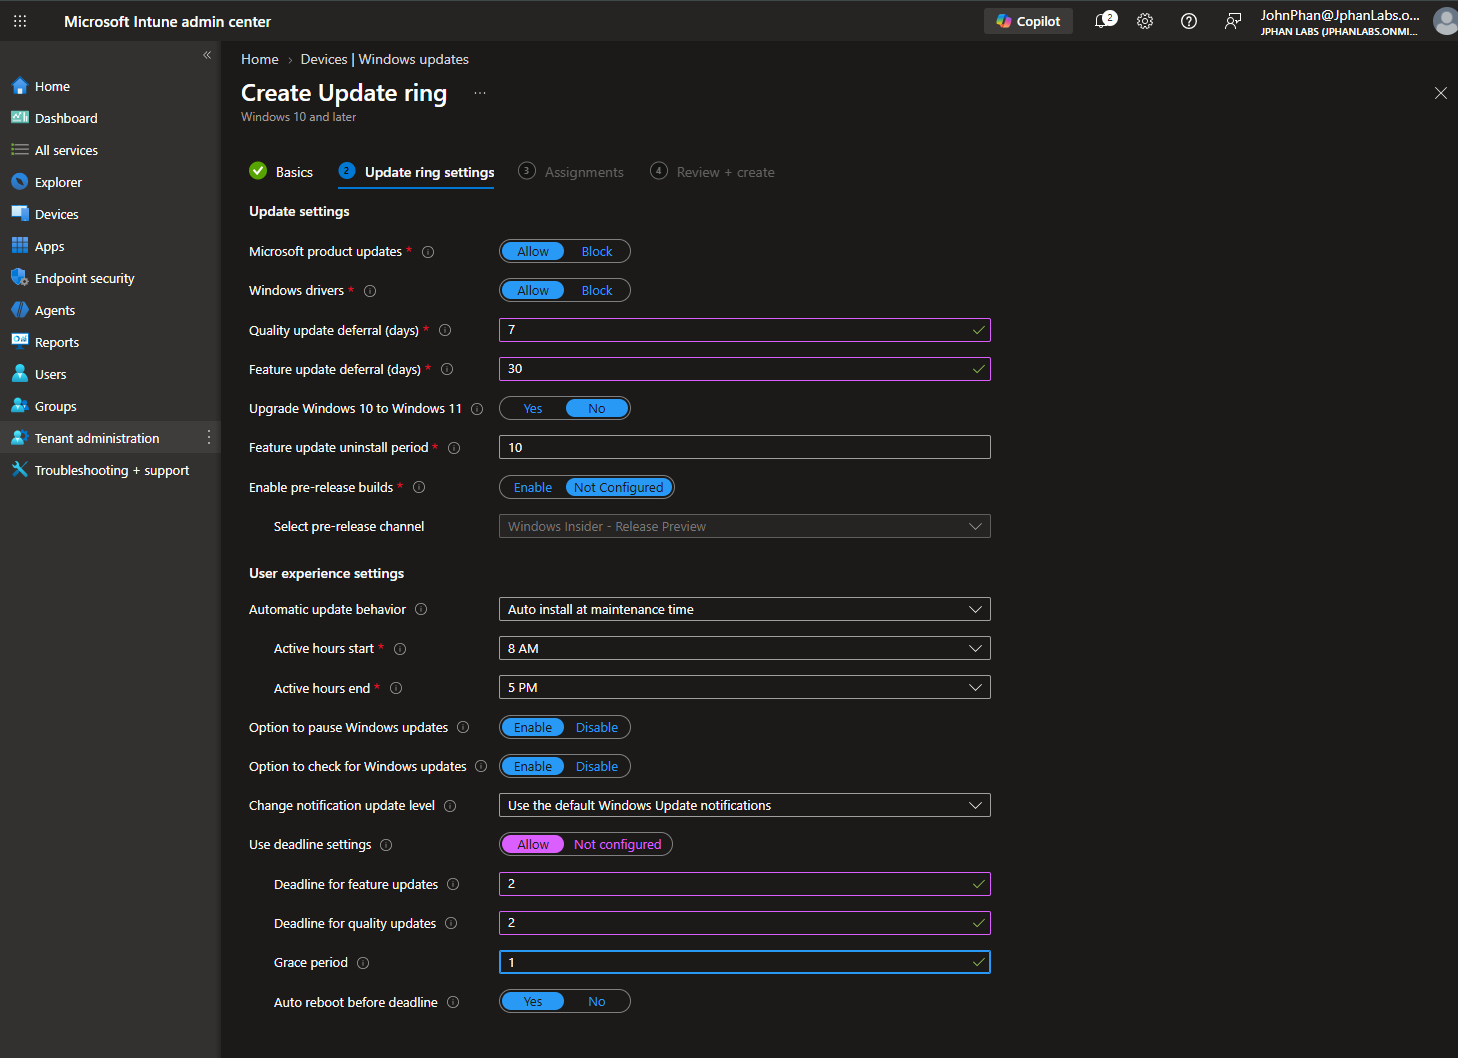 Microsoft Intune admin center
Copilot
2
JohnPhan@JphanLabs.o...
JPHAN LABS (JPHANLABS.ONMI...
Home
Dashboard
All services
Explorer
Devices
Apps
Endpoint security
Agents
Reports
Users
Groups
Tenant administration
Troubleshooting + support
Home > Devices | Windows updates
Create Update ring ...
Windows 10 and later
Basics
2 Update ring settings
3 Assignments
4 Review + create
Update settings
Microsoft product updates * Allow Block
Windows drivers * Allow Block
Quality update deferral (days) * 7
Feature update deferral (days) * 30
Upgrade Windows 10 to Windows 11 Yes No
Feature update uninstall period * 10
Enable pre-release builds * Enable Not Configured
Select pre-release channel Windows Insider - Release Preview
User experience settings
Automatic update behavior Auto install at maintenance time
Active hours start * 8 AM
Active hours end * 5 PM
Option to pause Windows updates Enable Disable
Option to check for Windows updates Enable Disable
Change notification update level Use the default Windows Update notifications
Use deadline settings Allow Not configured
Deadline for feature updates 2
Deadline for quality updates 2
Grace period 1
Auto reboot before deadline Yes No